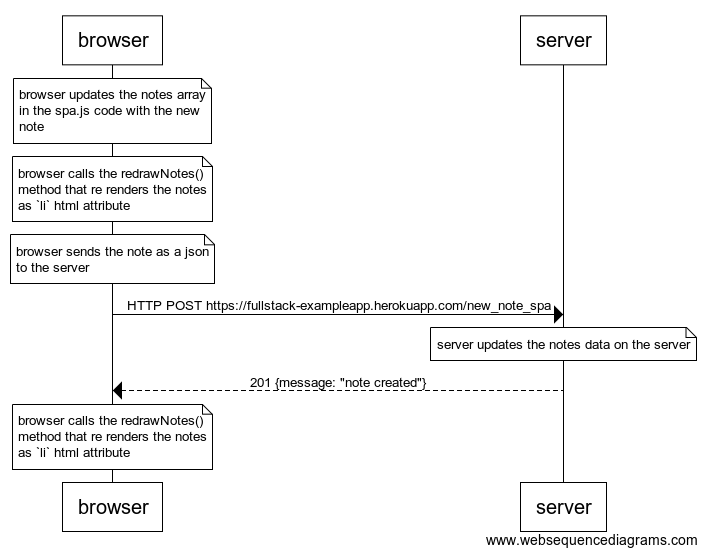 browser
server
browser updates the notes array
in the spa.js code with the new
note
browser calls the redrawNotes()
method that re renders the notes
as `li` html attribute
browser sends the note as a json
to the server
HTTP POST https://fullstack-exampleapp.herokuapp.com/new_note_spa
server updates the notes data on the server
201 {message: "note created"}
browser calls the redrawNotes()
method that re renders the notes
as `li` html attribute
browser
server
www.websequencediagrams.com